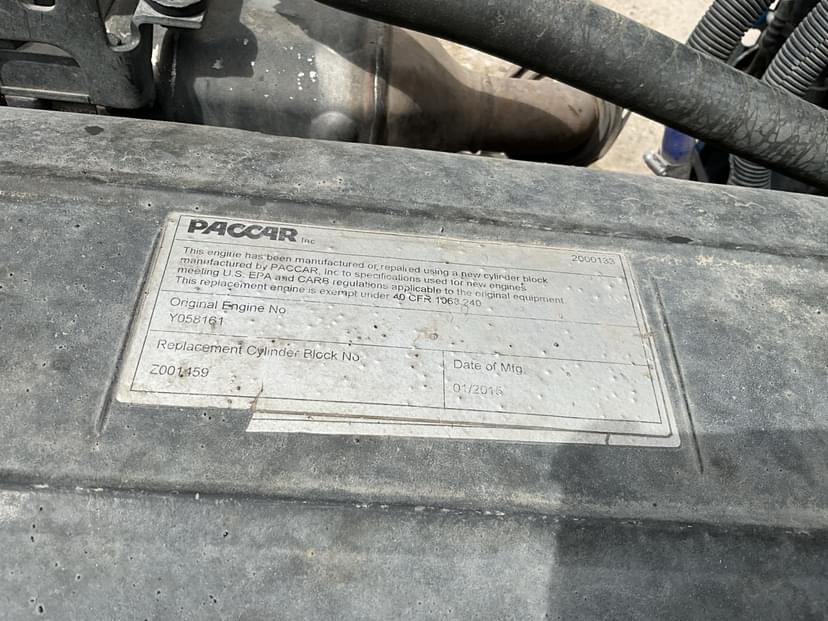 PACCAR Inc
2000133
This engine has been manufactured or repaired using a new cylinder block
manufactured by PACCAR, Inc to specifications used for new engines
meeting U.S. EPA and CARB regulations applicable to the original equipment.
This replacement engine is exempt under 40 CFR 1068.240
Original Engine No
Y058161
Replacement Cylinder Block No
Z001159
Date of Mfg.
01/2015